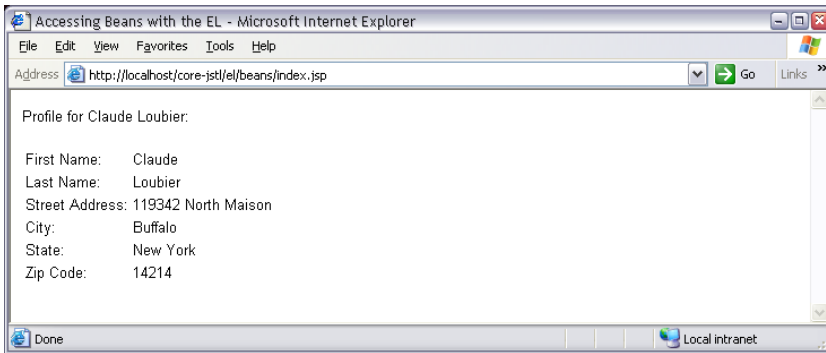 Accessing Beans with the EL - Microsoft Internet Explorer
File Edit View Favorites Tools Help
Address http://localhost/core-jstl/el/beans/index.jsp Go Links »
Profile for Claude Loubier:
First Name: Claude
Last Name: Loubier
Street Address: 119342 North Maison
City: Buffalo
State: New York
Zip Code: 14214
Done Local intranet